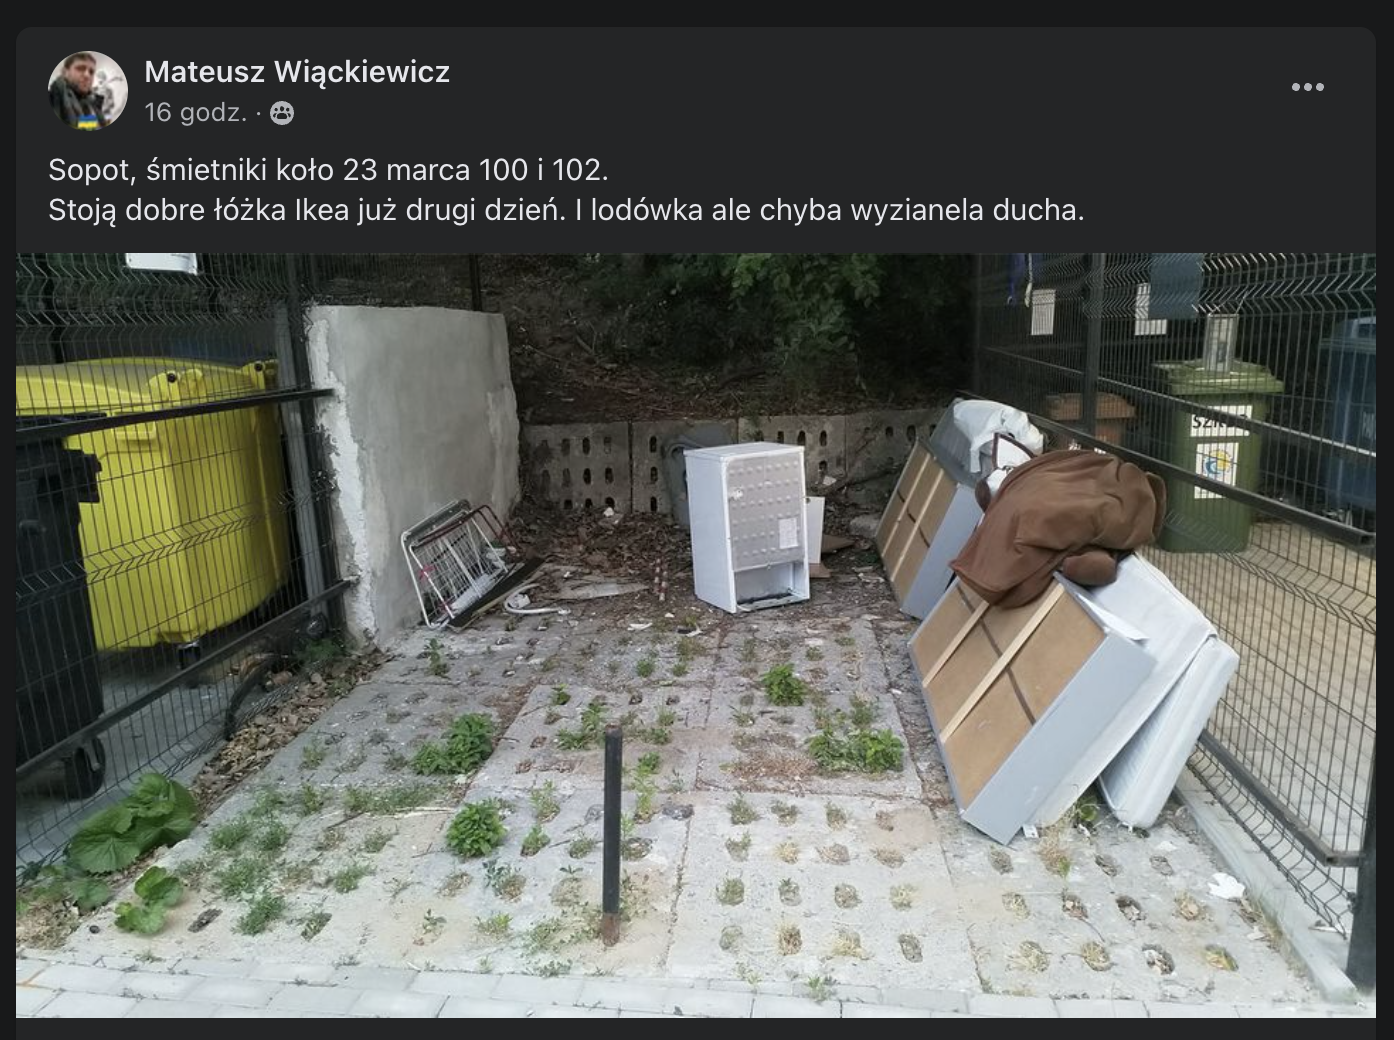 Mateusz Wiąckiewicz
16 godz. ·
Sopot, śmietniki koło 23 marca 100 i 102.
Stoją dobre łóżka Ikea już drugi dzień. I lodówka ale chyba wyzianela ducha.